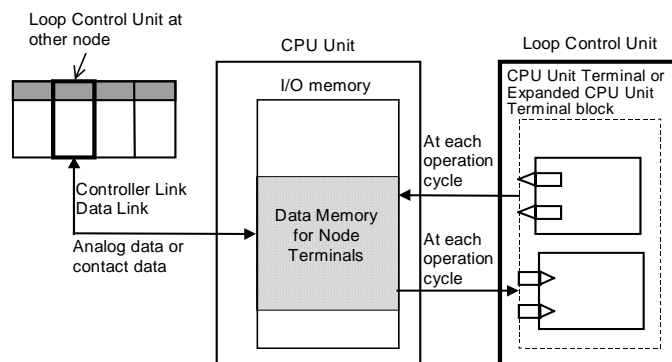 Loop Control Unit at
other node
CPU Unit
Loop Control Unit
I/O memory
CPU Unit Terminal or
Expanded CPU Unit
Terminal block
At each
operation
cycle
Controller Link
Data Link
Data Memory
for Node
Terminals
Analog data or
contact data
At each
operation
cycle